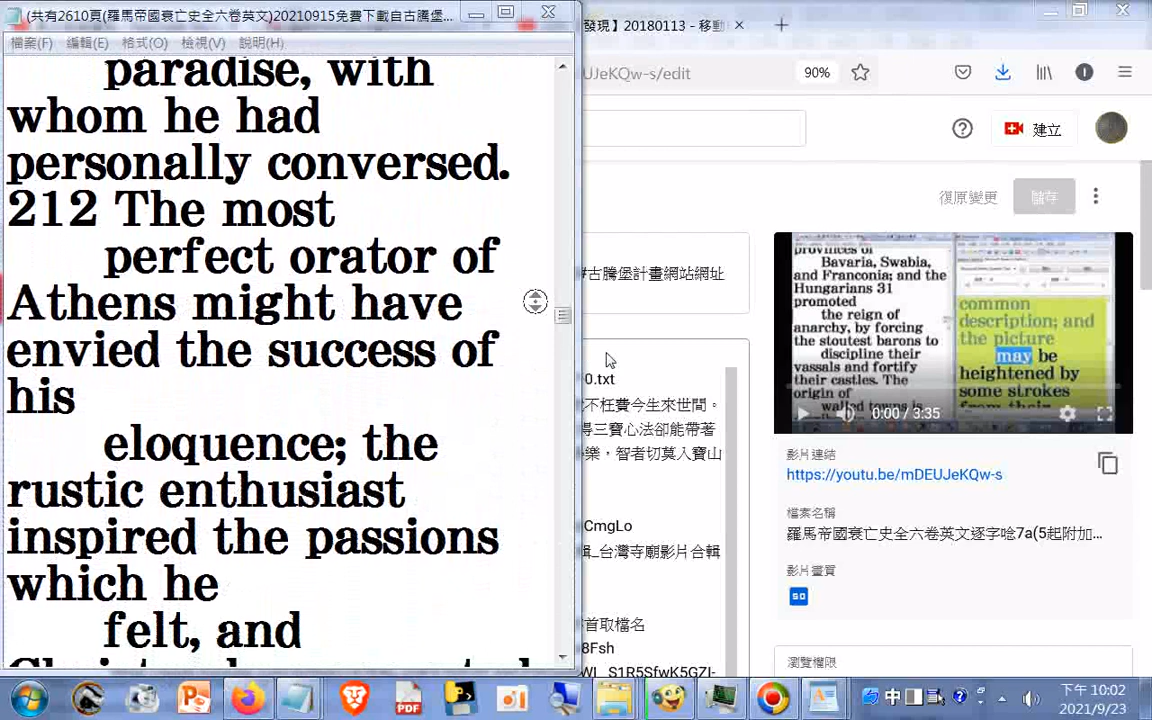 (共有2610頁(羅馬帝國衰亡史全六卷英文)20210915免費下載自古騰堡...
檔案(F) 編輯(E) 格式(O) 檢視(V) 說明(H)
paradise, with
whom he had
personally conversed.
212 The most
perfect orator of
Athens might have
envied the success of
his
eloquence; the
rustic enthusiast
inspired the passions
which he
felt, and
發現】20180113 - 移動
JJeKQw-s/edit
90%
建立
復原變更
儲存
#古騰堡計畫網站網址
0.txt
不枉費今生來世間。
得三寶心法卻能帶著
樂，智者切莫入寶山
CmgLo
輯_台灣寺廟影片合輯
首取檔名
8Fsh
WI_S1R5SfwK5GZI-
provinces of
Bavaria, Swabia,
and Franconia; and the
Hungarians 31
promoted
the reign of
anarchy, by forcing
the stoutest barons to
discipline their
vassals and fortify
their castles. The
origin of
walled towns is
common
description; and
the picture
may be
heightened by
some strokes
from their
0:00 / 3:35
影片連結
https://youtu.be/mDEUJeKQw-s
檔案名稱
羅馬帝國衰亡史全六卷英文逐字唸7a(5起附加...
影片畫質
SD
瀏覽權限
PDF
中
下午 10:02
2021/9/23